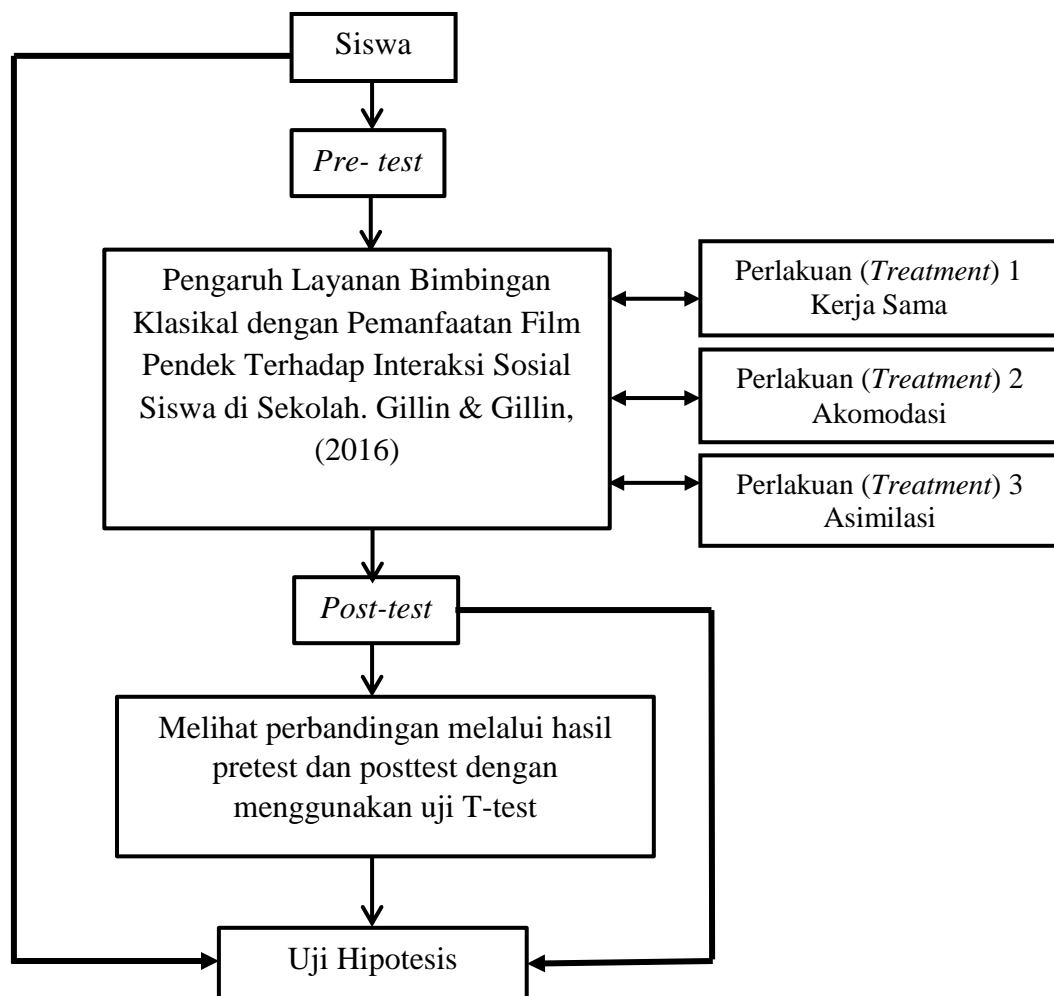 Siswa
Pre- test
Pengaruh Layanan Bimbingan
Klasikal dengan Pemanfaatan Film
Pendek Terhadap Interaksi Sosial
Siswa di Sekolah. Gillin & Gillin,
(2016)
Perlakuan (Treatment) 1
Kerja Sama
Perlakuan (Treatment) 2
Akomodasi
Perlakuan (Treatment) 3
Asimilasi
Post-test
Melihat perbandingan melalui hasil
pretest dan posttest dengan
menggunakan uji T-test
Uji Hipotesis